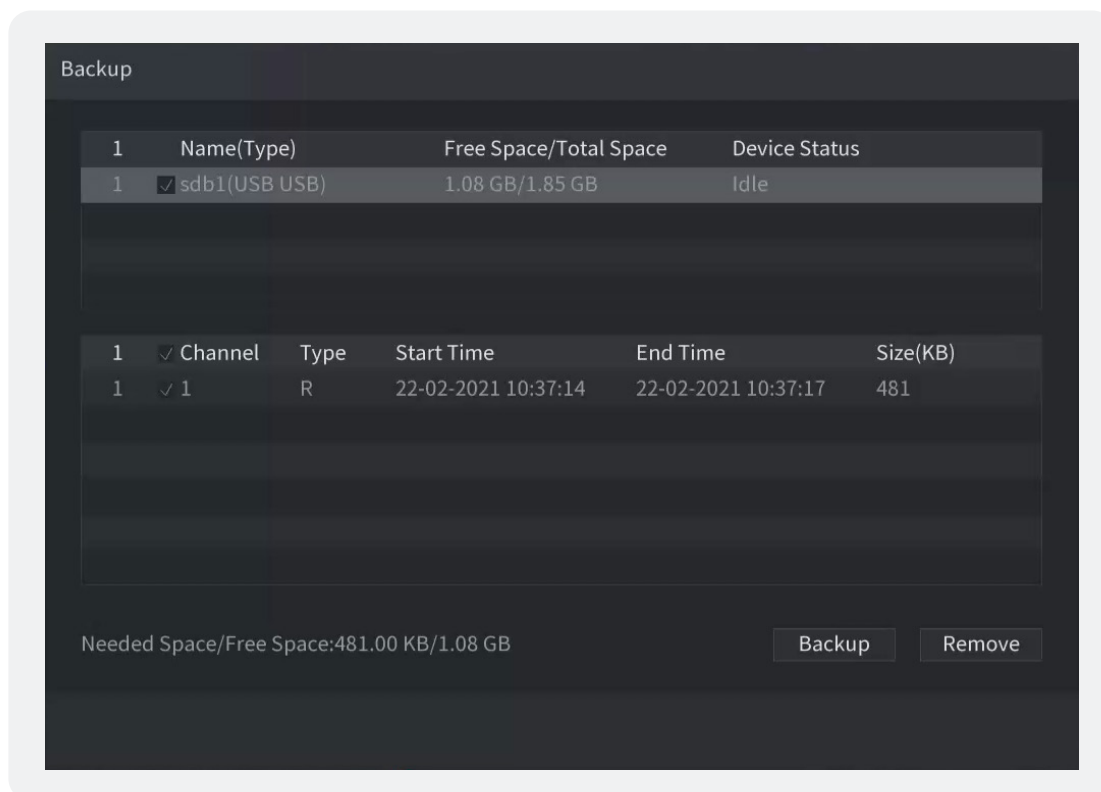 Backup
1 Name(Type) Free Space/Total Space Device Status
1 sdb1(USB USB) 1.08 GB/1.85 GB Idle
1 Channel Type Start Time End Time Size(KB)
1 1 R 22-02-2021 10:37:14 22-02-2021 10:37:17 481
Needed Space/Free Space:481.00 KB/1.08 GB Backup Remove